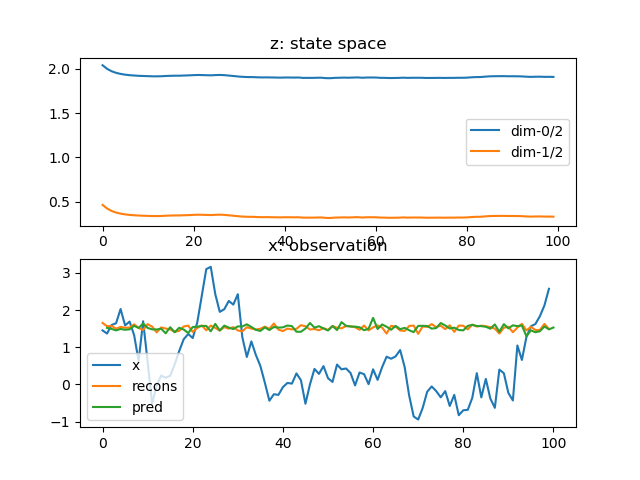 z: state space
2.0
1.5
1.0
0.5
dim-0/2
dim-1/2
0 20 40 60 80 100
x: observation
3
2
1
0
−1
x
recons
pred
0 20 40 60 80 100